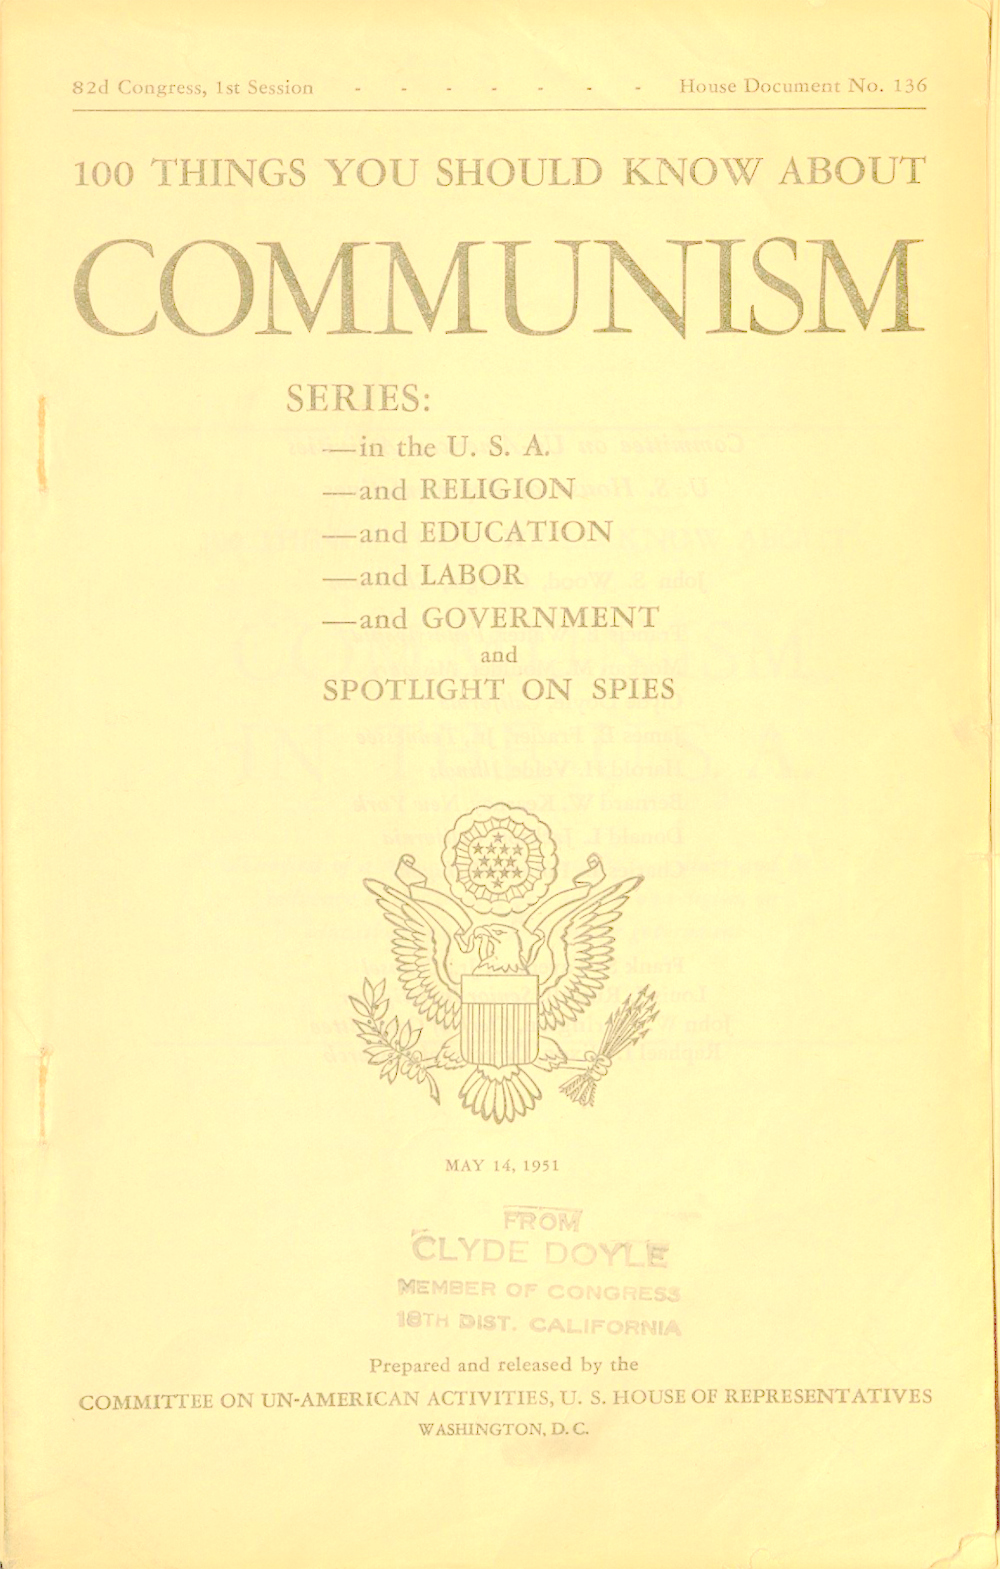 82d Congress, 1st Session - - - - - - - House Document No. 136
100 THINGS YOU SHOULD KNOW ABOUT
COMMUNISM
SERIES:
—in the U. S. A.
—and RELIGION
—and EDUCATION
—and LABOR
—and GOVERNMENT
and
SPOTLIGHT ON SPIES
MAY 14, 1951
FROM
CLYDE DOYLE
MEMBER OF CONGRESS
18TH DIST. CALIFORNIA
Prepared and released by the
COMMITTEE ON UN-AMERICAN ACTIVITIES, U. S. HOUSE OF REPRESENTATIVES
WASHINGTON, D. C.